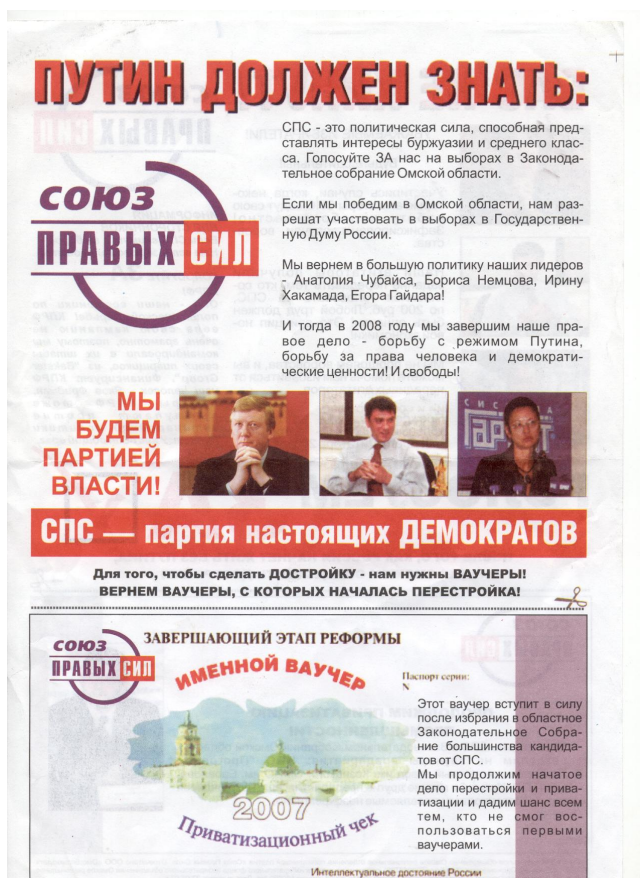 ПУТИН ДОЛЖЕН ЗНАТЬ:
СПС - это политическая сила, способная пред-
ставлять интересы буржуазии и среднего клас-
са. Голосуйте ЗА нас на выборах в Законода-
тельное собрание Омской области.
Если мы победим в Омской области, нам раз-
решат участвовать в выборах в Государствен-
ную Думу России.
Мы вернем в большую политику наших лидеров
- Анатолия Чубайса, Бориса Немцова, Ирину
Хакамада, Егора Гайдара!
И тогда в 2008 году мы завершим наше пра-
вое дело - борьбу с режимом Путина,
борьбу за права человека и демократи-
ческие ценности! И свободы!
СОЮЗ
ПРАВЫХ СИЛ
МЫ
БУДЕМ
ПАРТИЕЙ
ВЛАСТИ!
СИСТЕМА
ГАРАНТ
СПС — партия настоящих ДЕМОКРАТОВ
Для того, чтобы сделать ДОСТРОЙКУ - нам нужны ВАУЧЕРЫ!
ВЕРНЕМ ВАУЧЕРЫ, С КОТОРЫХ НАЧАЛАСЬ ПЕРЕСТРОЙКА!
СОЮЗ
ПРАВЫХ СИЛ
ЗАВЕРШАЮЩИЙ ЭТАП РЕФОРМЫ
ИМЕННОЙ ВАУЧЕР
Паспорт серии:
N
Этот ваучер вступит в силу
после избрания в областное
Законодательное Собра-
ние большинства кандида-
тов от СПС.
Мы продолжим начатое
дело перестройки и прива-
тизации и дадим шанс всем
тем, кто не смог вос-
пользоваться первыми
ваучерами.
2007
Приватизационный чек
Интеллектуальное достояние России